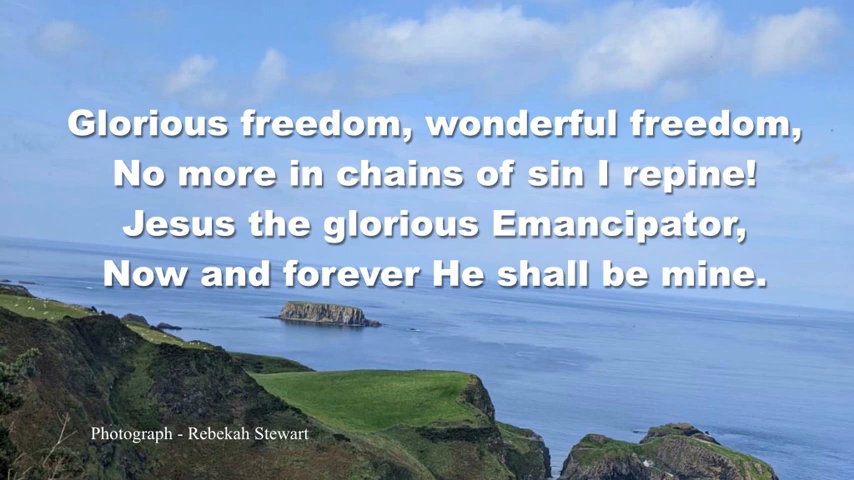 Glorious freedom, wonderful freedom,
No more in chains of sin I repine!
Jesus the glorious Emancipator,
Now and forever He shall be mine.
Photograph - Rebekah Stewart